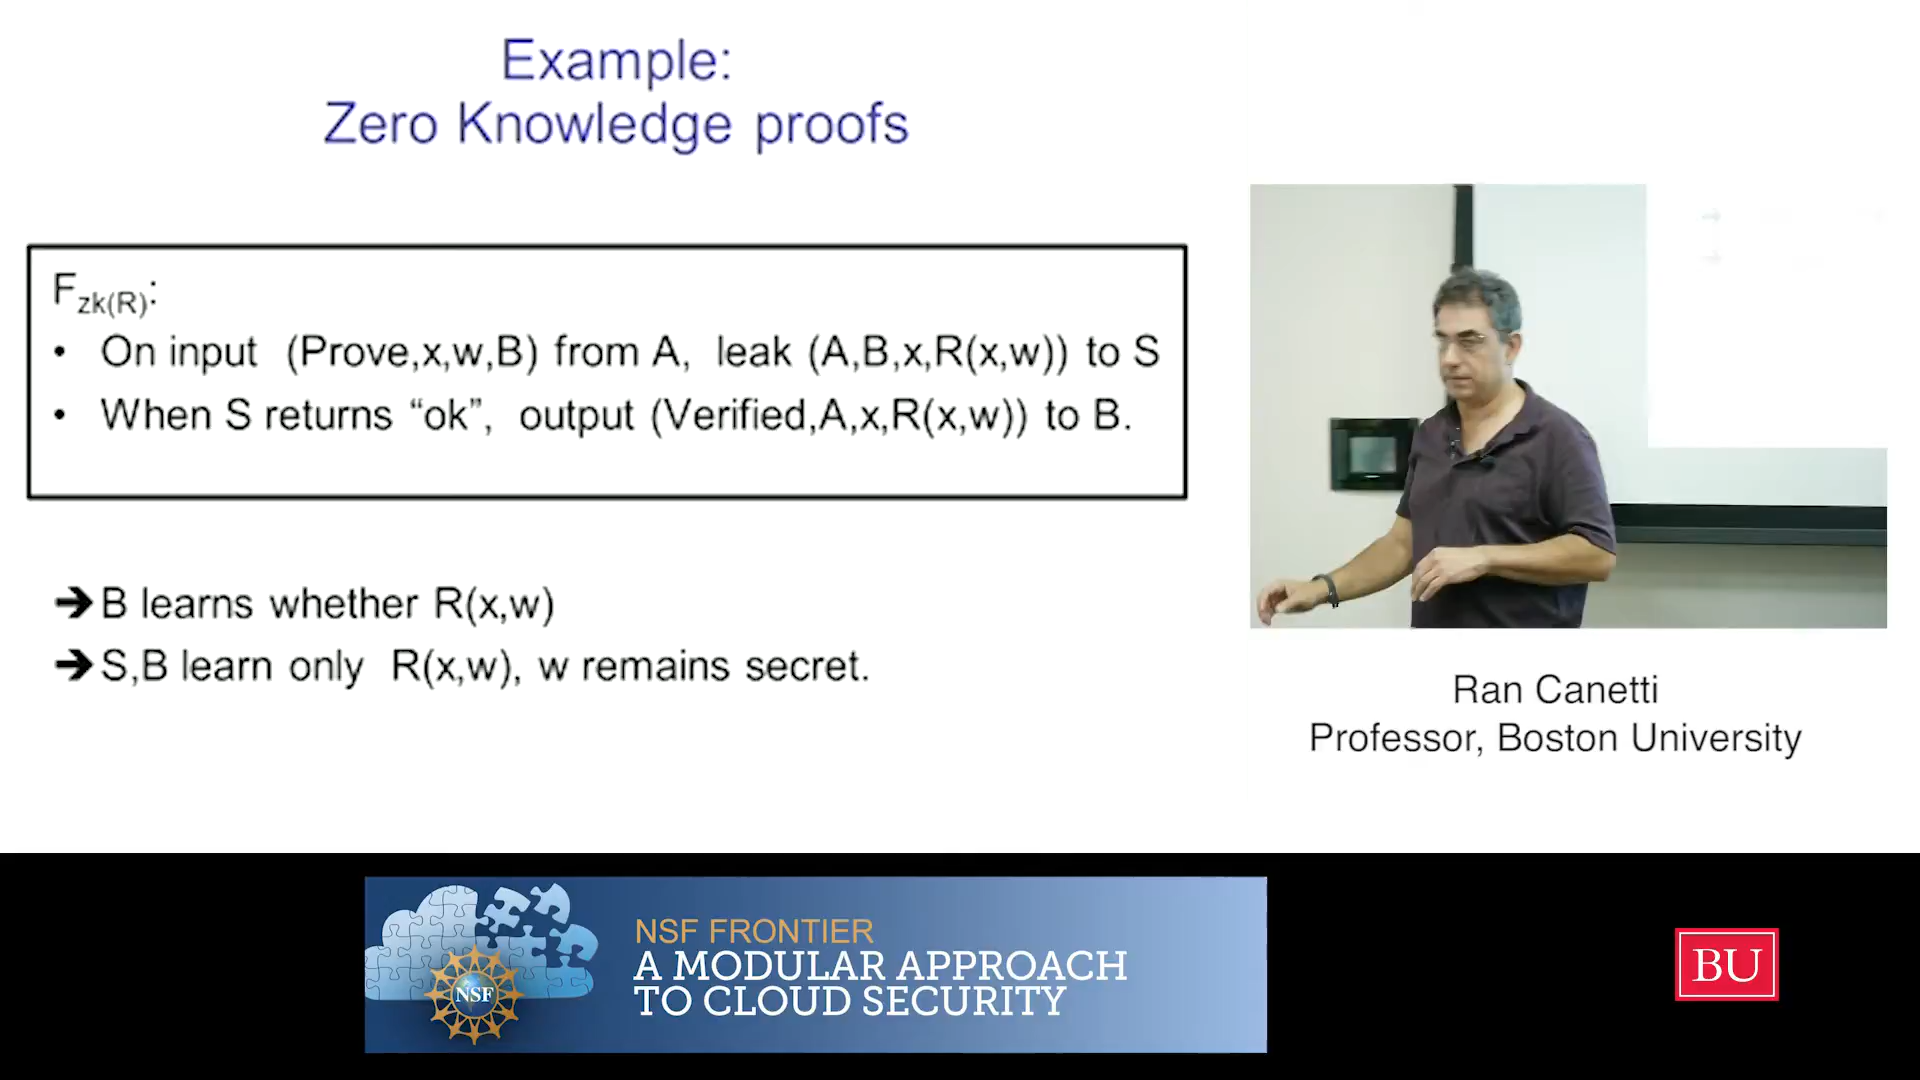 Example:
Zero Knowledge proofs
F_zk(R):
• On input (Prove,x,w,B) from A, leak (A,B,x,R(x,w)) to S
• When S returns “ok”, output (Verified,A,x,R(x,w)) to B.
➔ B learns whether R(x,w)
➔ S,B learn only R(x,w), w remains secret.
Ran Canetti
Professor, Boston University
NSF
NSF FRONTIER
A MODULAR APPROACH
TO CLOUD SECURITY
BU